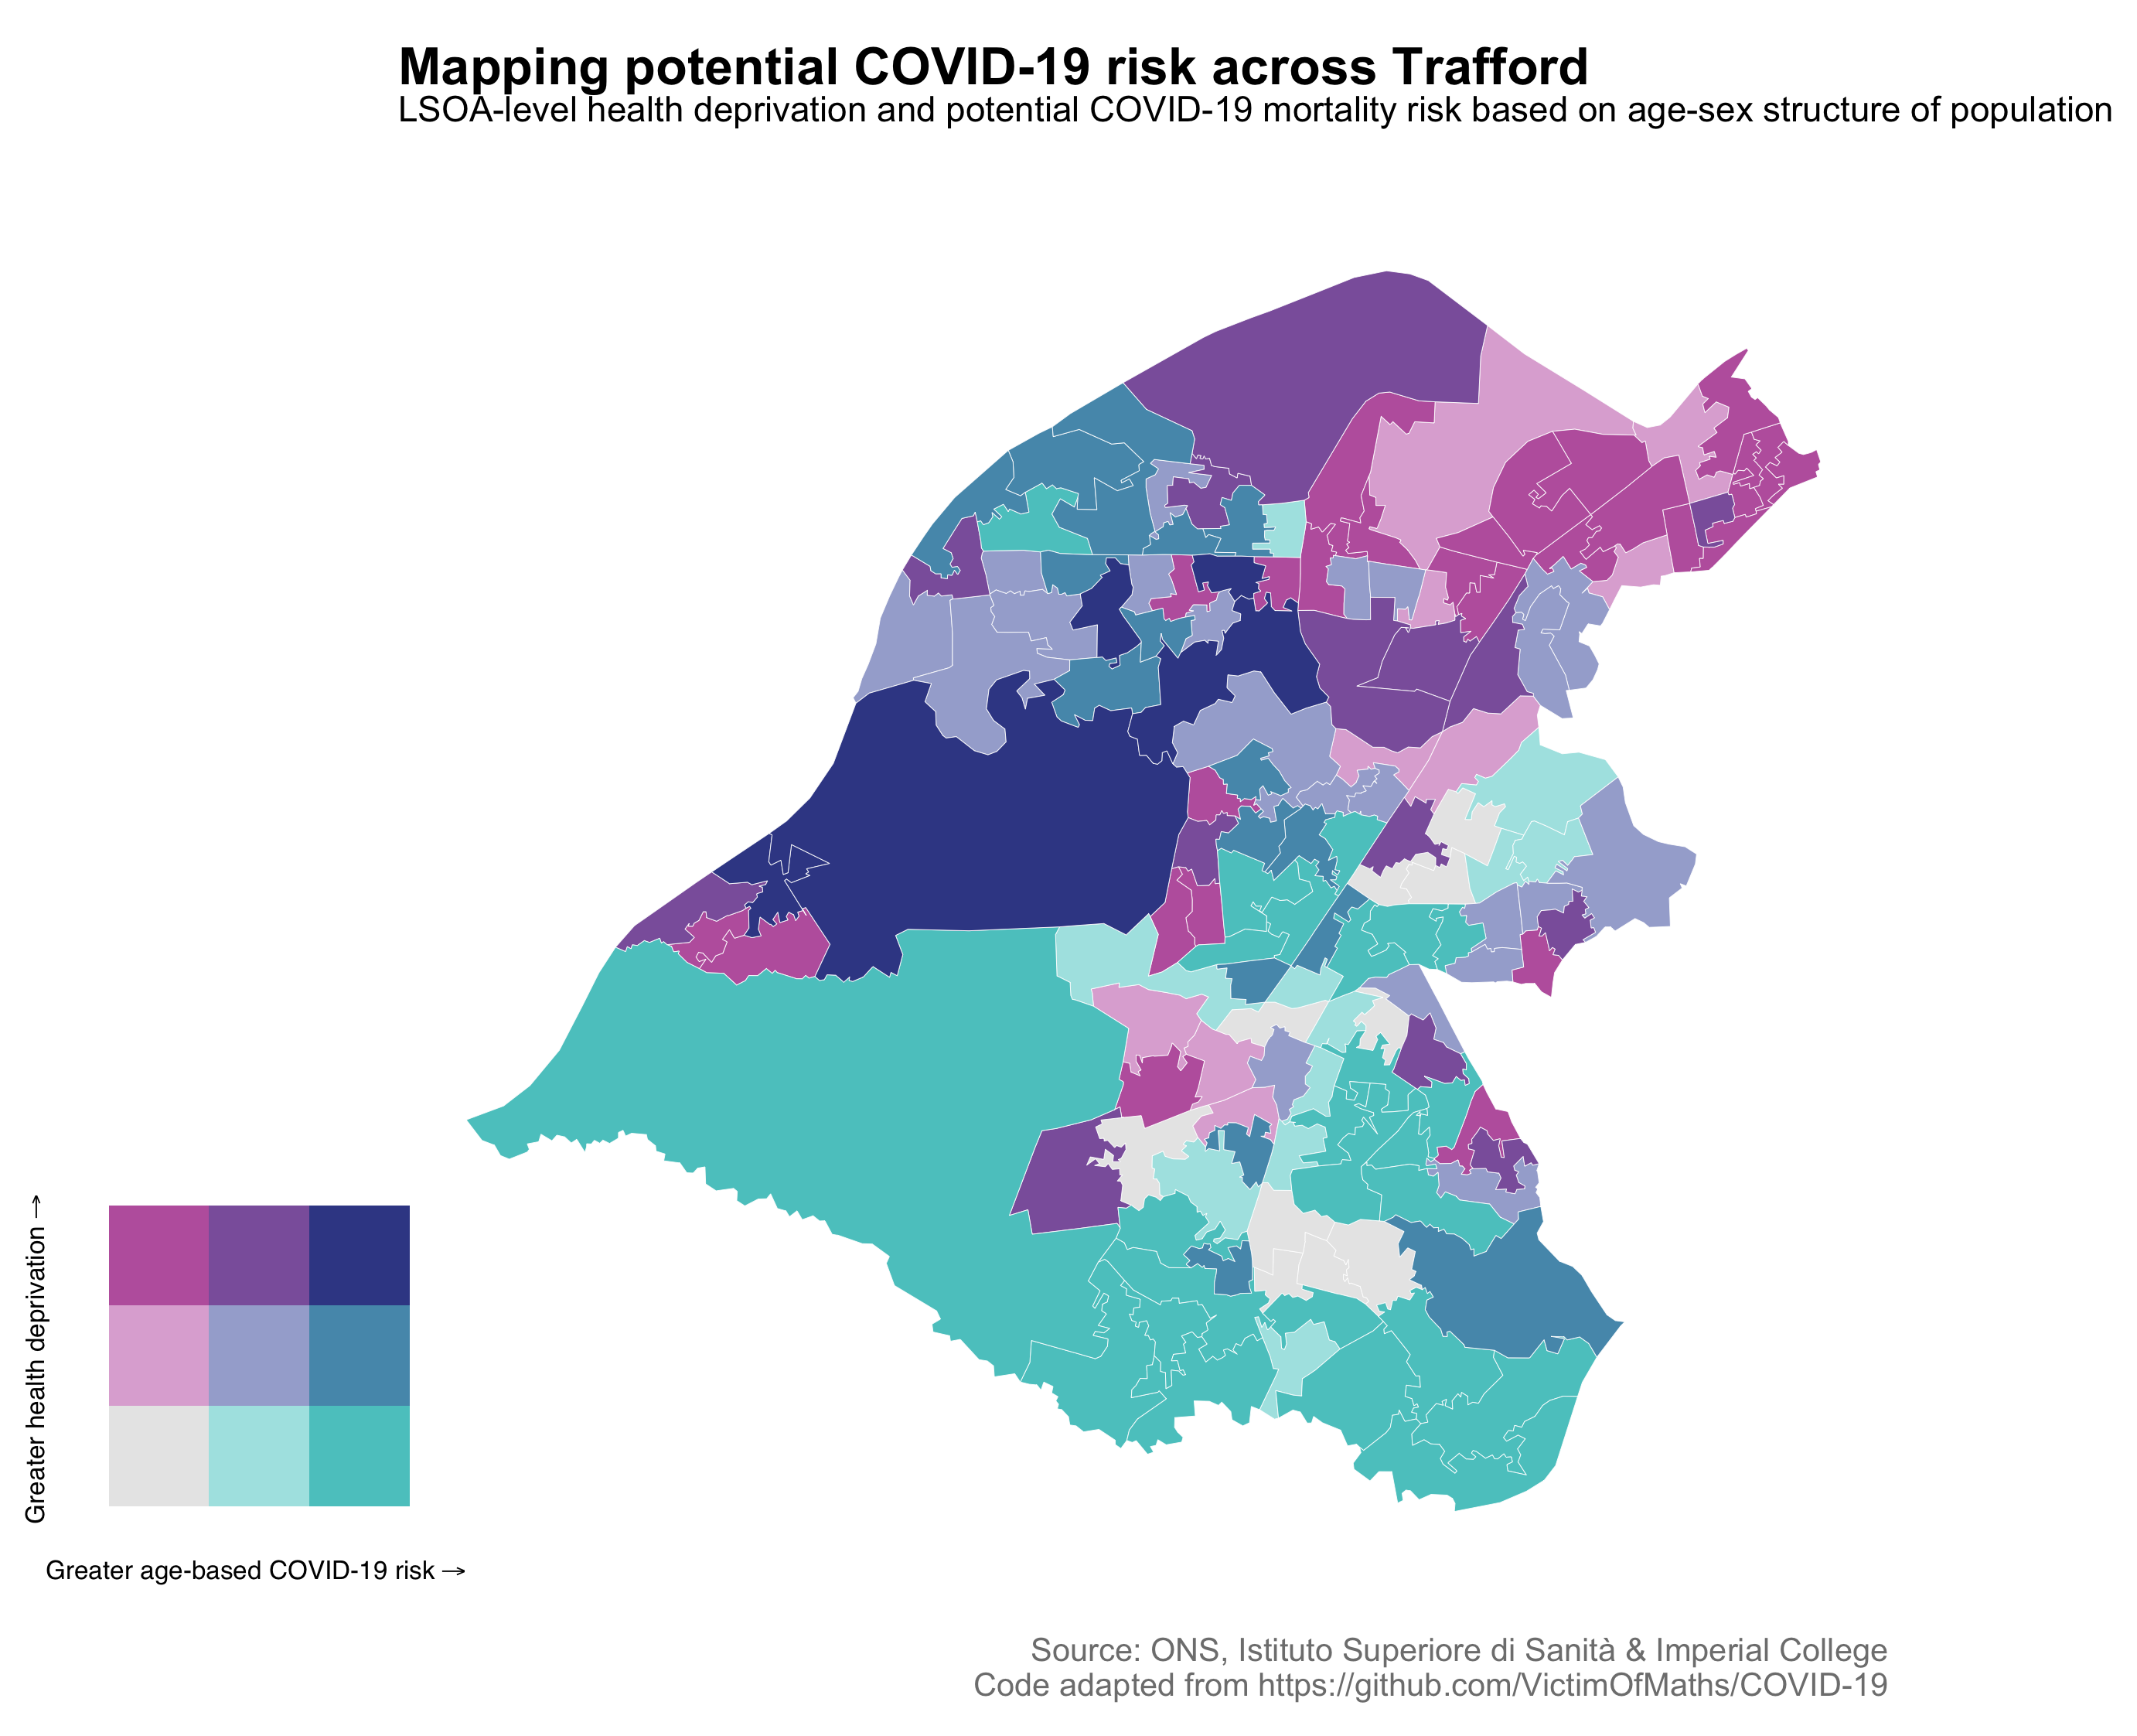 Mapping potential COVID-19 risk across Trafford
LSOA-level health deprivation and potential COVID-19 mortality risk based on age-sex structure of population
Greater health deprivation →
Greater age-based COVID-19 risk →
Source: ONS, Istituto Superiore di Sanità & Imperial College
Code adapted from https://github.com/VictimOfMaths/COVID-19